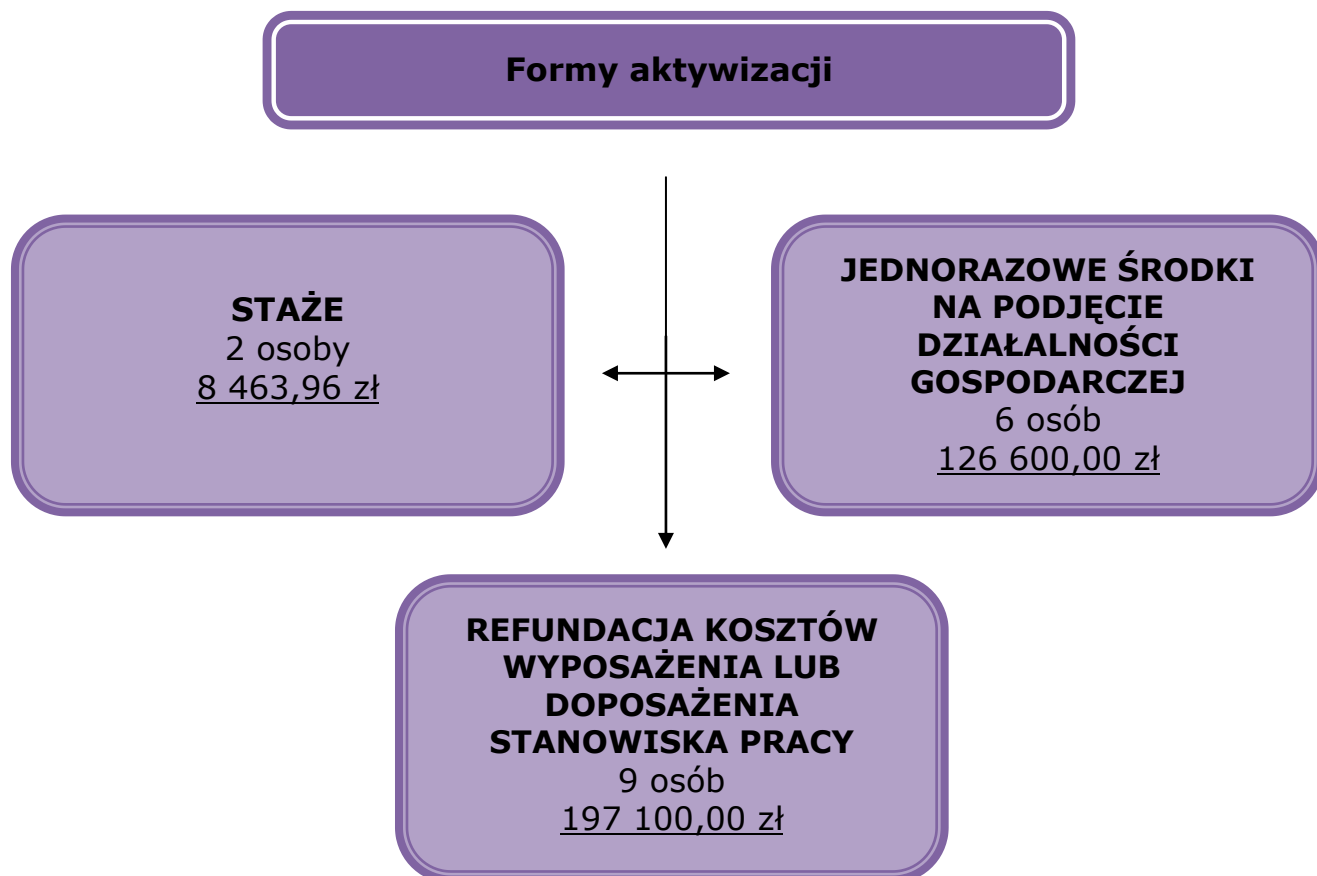 Formy aktywizacji
STAŻE
2 osoby
8 463,96 zł
JEDNORAZOWE ŚRODKI
NA PODJĘCIE
DZIAŁALNOŚCI
GOSPODARCZEJ
6 osób
126 600,00 zł
REFUNDACJA KOSZTÓW
WYPOSAŻENIA LUB
DOPOSAŻENIA
STANOWISKA PRACY
9 osób
197 100,00 zł